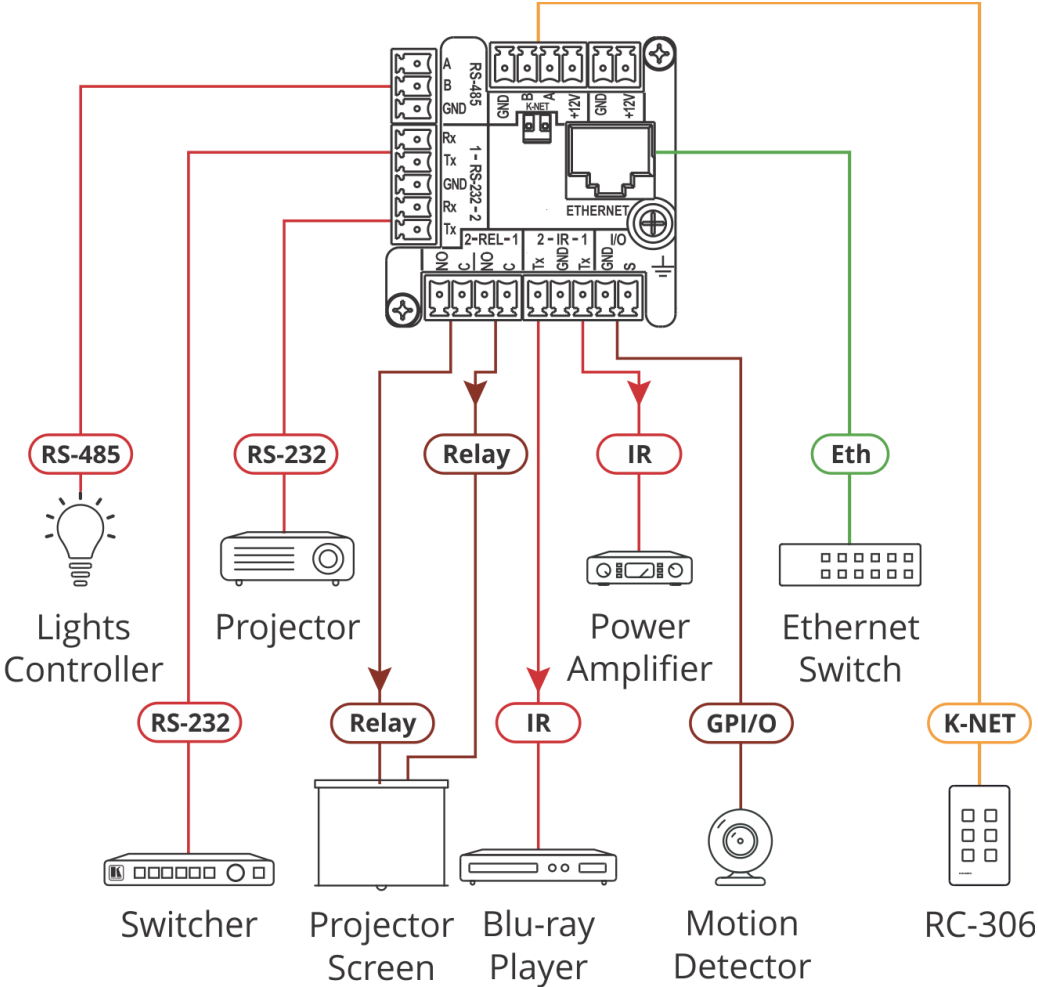 A
B
GND
RS-485
GND
B
A
+12V
GND
+12V
K-NET
Rx
Tx
GND
Rx
Tx
1 - RS-232 - 2
ETHERNET
2-REL-1
2 - IR - 1
I/O
NO
C
NO
C
Tx
GND
Tx
GND
S
RS-485
RS-232
Relay
IR
Eth
Lights
Controller
Projector
Power
Amplifier
Ethernet
Switch
RS-232
Relay
IR
GPI/O
K-NET
K
Switcher
Projector
Screen
Blu-ray
Player
Motion
Detector
RC-306